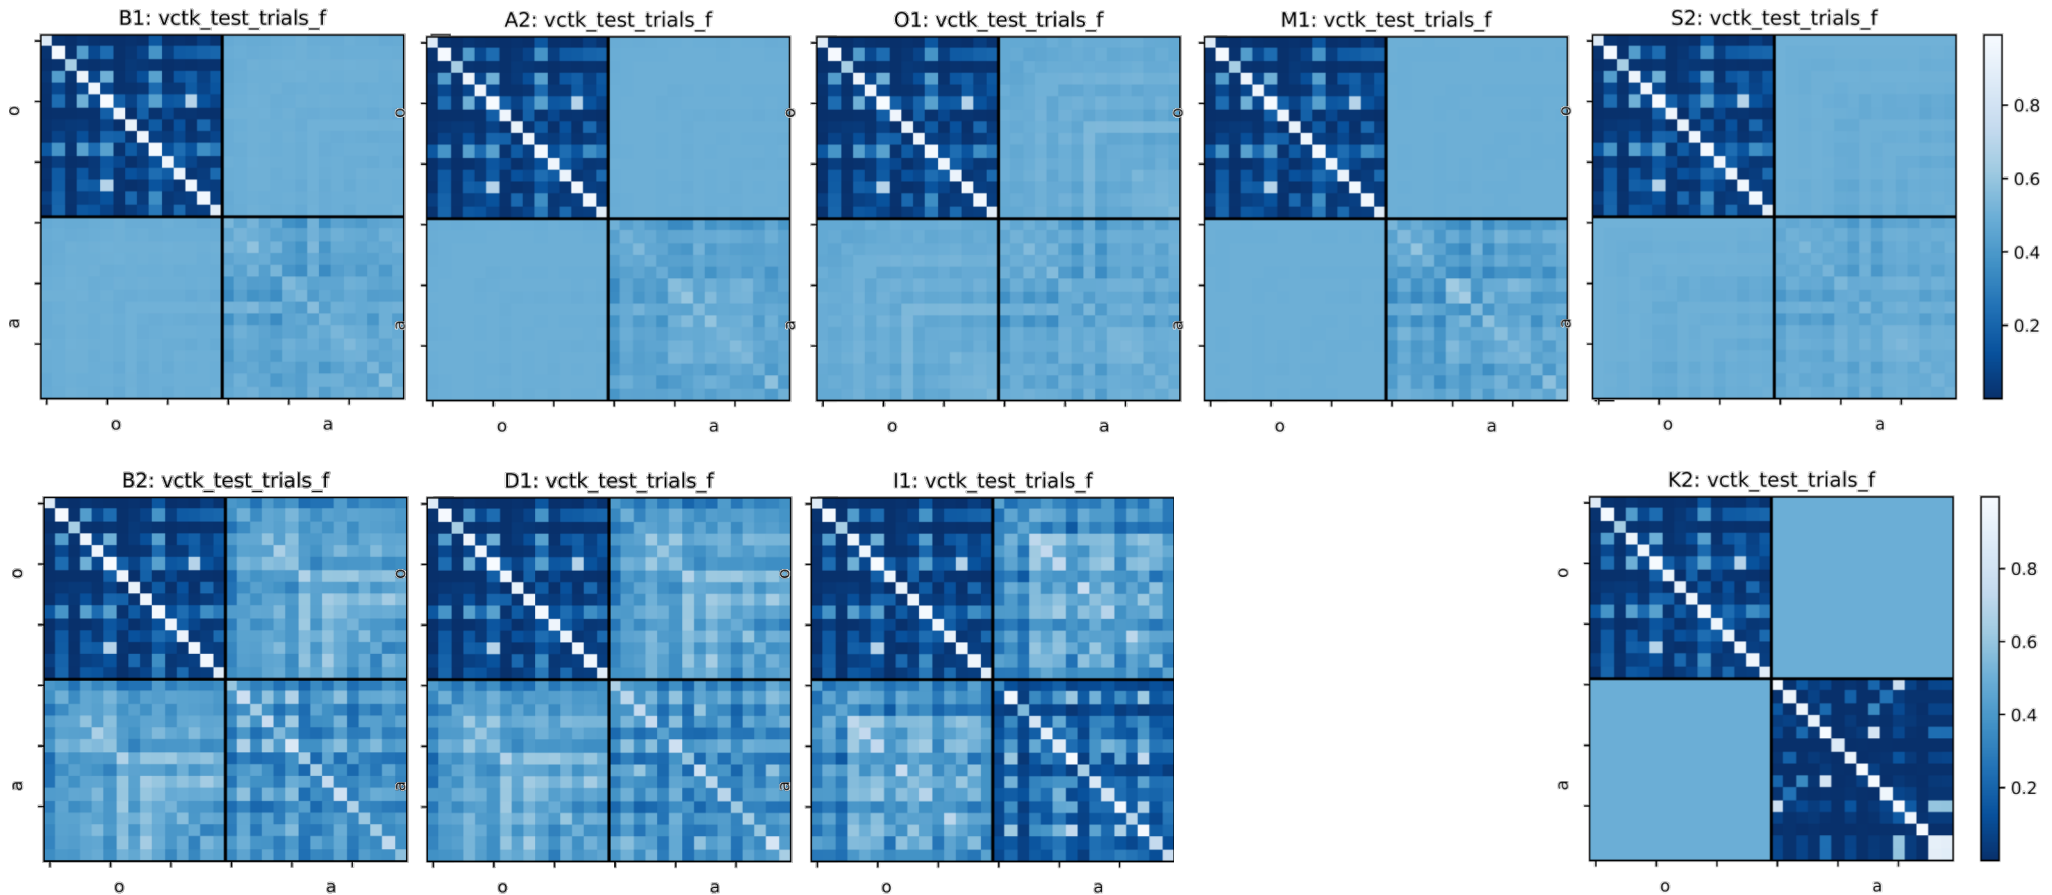 B1: vctk_test_trials_f
A2: vctk_test_trials_f
O1: vctk_test_trials_f
M1: vctk_test_trials_f
S2: vctk_test_trials_f
o
a
o
a
o
a
o
a
o
a
o
a
o
a
o
a
o
a
o
a
0.8
0.6
0.4
0.2
B2: vctk_test_trials_f
D1: vctk_test_trials_f
I1: vctk_test_trials_f
K2: vctk_test_trials_f
o
a
o
a
o
a
o
a
o
a
o
a
o
a
o
a
0.8
0.6
0.4
0.2